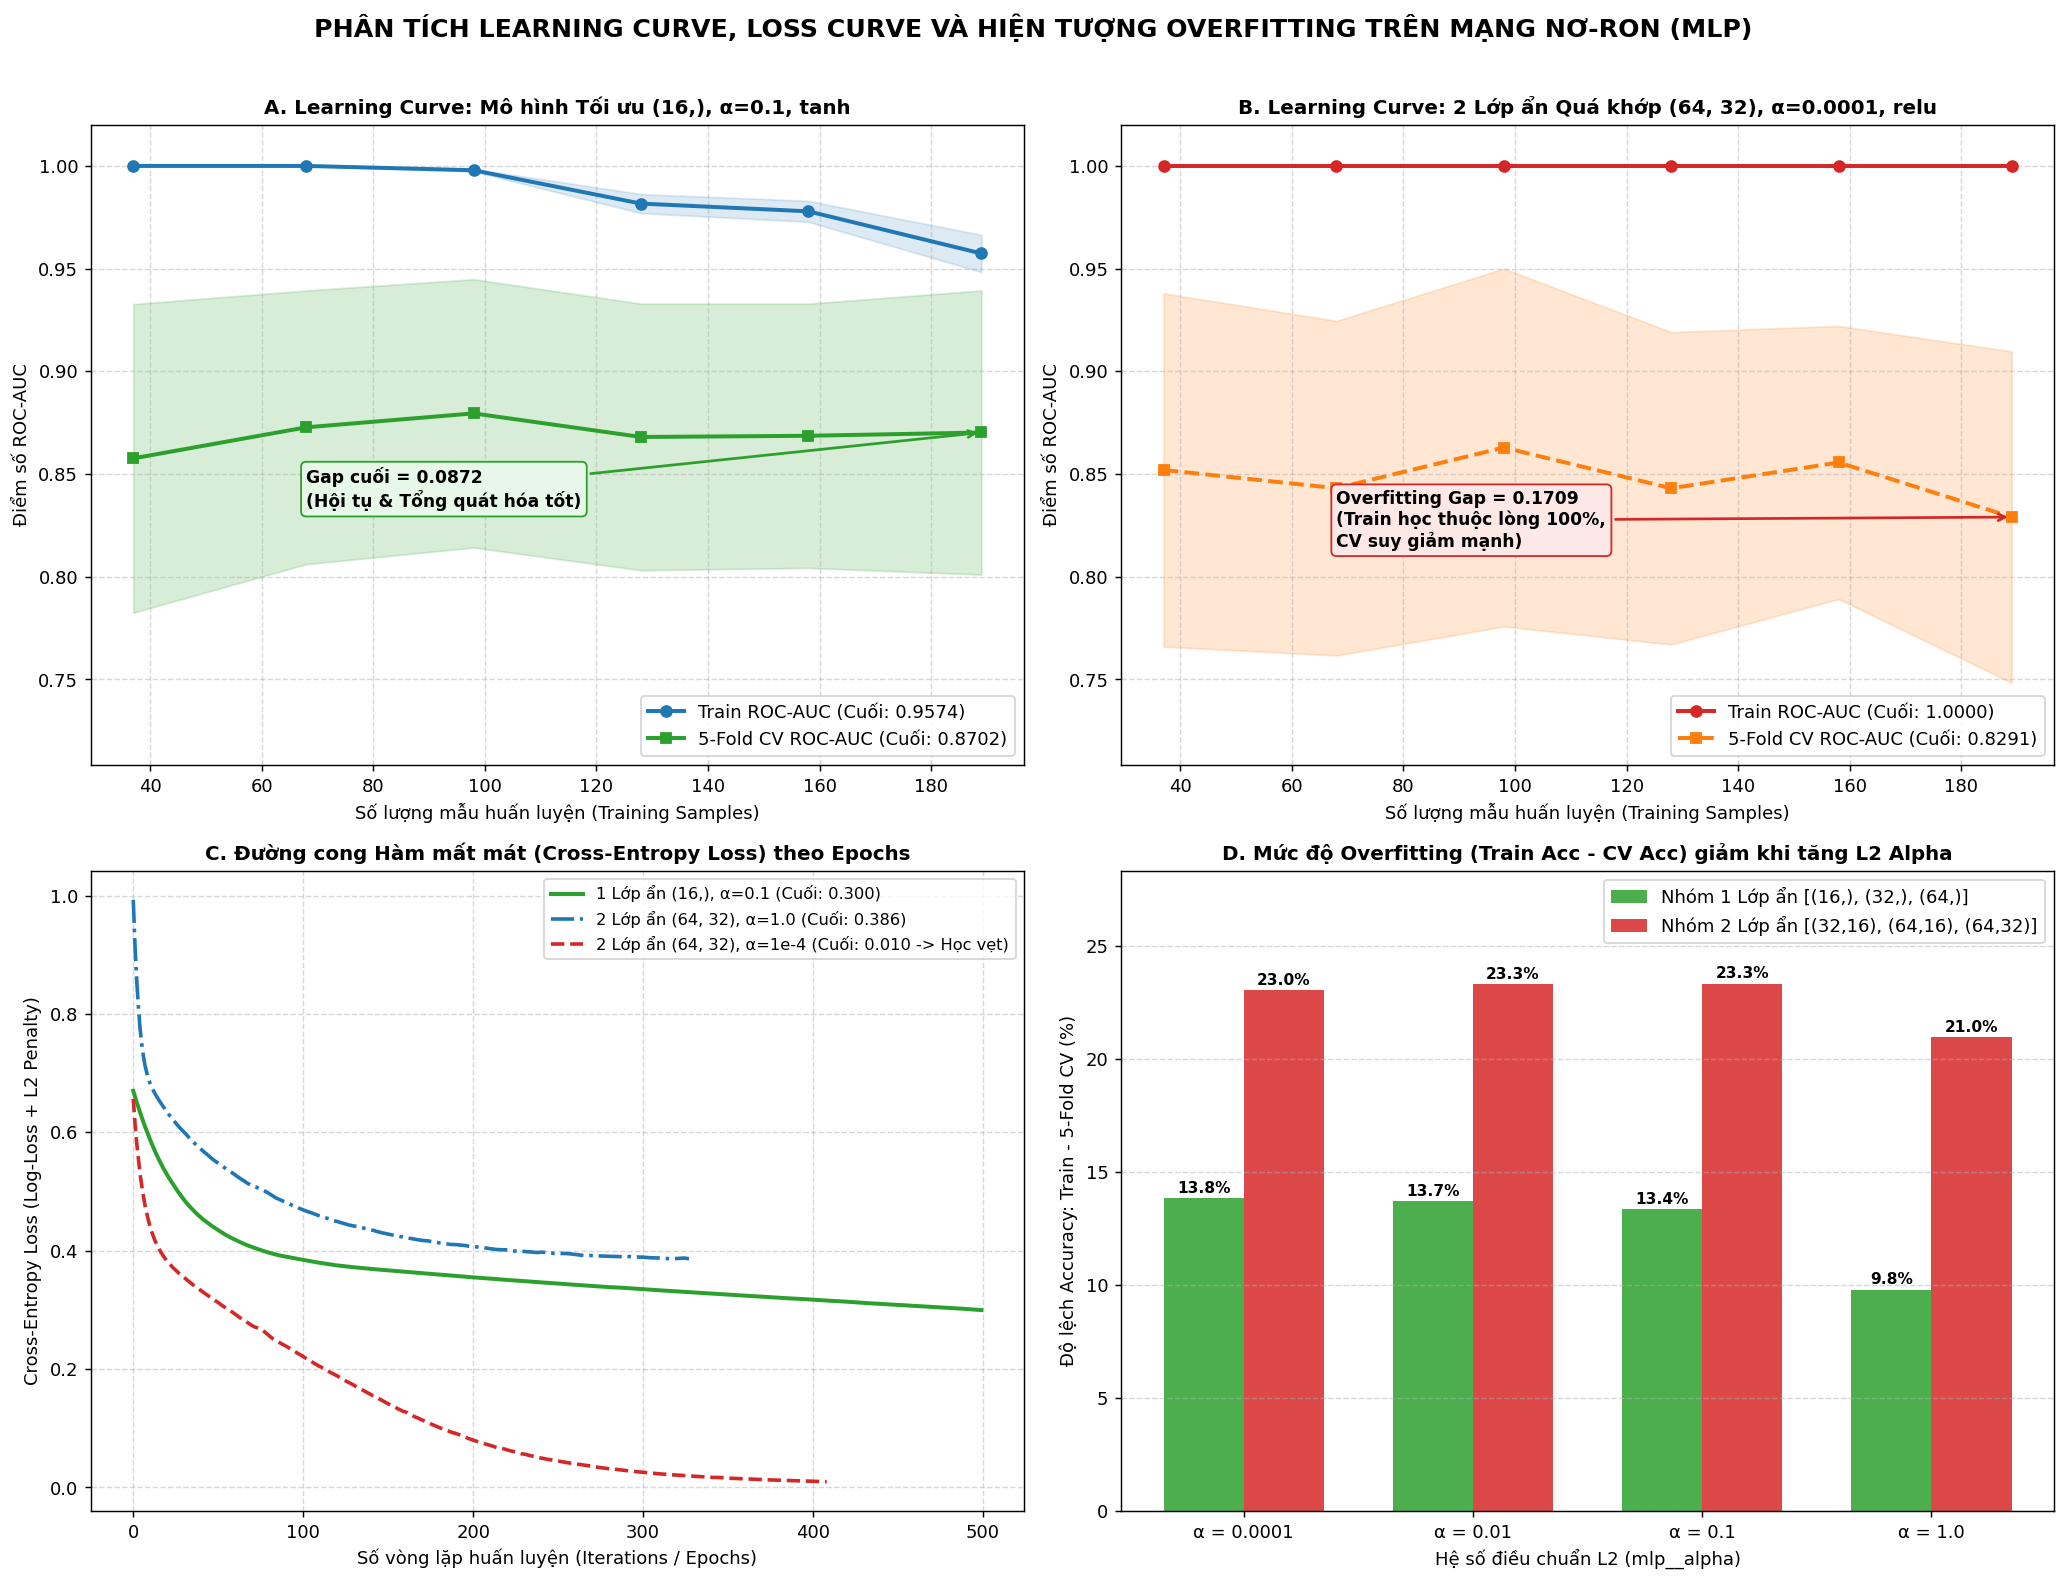 PHÂN TÍCH LEARNING CURVE, LOSS CURVE VÀ HIỆN TƯỢNG OVERFITTING TRÊN MẠNG NƠ-RON (MLP)
A. Learning Curve: Mô hình Tối ưu (16,), α=0.1, tanh
Điểm số ROC-AUC
1.00
0.95
0.90
0.85
0.80
0.75
Gap cuối = 0.0872
(Hội tụ & Tổng quát hóa tốt)
Train ROC-AUC (Cuối: 0.9574)
5-Fold CV ROC-AUC (Cuối: 0.8702)
40 60 80 100 120 140 160 180
Số lượng mẫu huấn luyện (Training Samples)
B. Learning Curve: 2 Lớp ẩn Quá khớp (64, 32), α=0.0001, relu
Điểm số ROC-AUC
1.00
0.95
0.90
0.85
0.80
0.75
Overfitting Gap = 0.1709
(Train học thuộc lòng 100%,
CV suy giảm mạnh)
Train ROC-AUC (Cuối: 1.0000)
5-Fold CV ROC-AUC (Cuối: 0.8291)
40 60 80 100 120 140 160 180
Số lượng mẫu huấn luyện (Training Samples)
C. Đường cong Hàm mất mát (Cross-Entropy Loss) theo Epochs
Cross-Entropy Loss (Log-Loss + L2 Penalty)
1.0
0.8
0.6
0.4
0.2
0.0
1 Lớp ẩn (16,), α=0.1 (Cuối: 0.300)
2 Lớp ẩn (64, 32), α=1.0 (Cuối: 0.386)
2 Lớp ẩn (64, 32), α=1e-4 (Cuối: 0.010 -> Học vẹt)
0 100 200 300 400 500
Số vòng lặp huấn luyện (Iterations / Epochs)
D. Mức độ Overfitting (Train Acc - CV Acc) giảm khi tăng L2 Alpha
Độ lệch Accuracy: Train - 5-Fold CV (%)
25
20
15
10
5
0
Nhóm 1 Lớp ẩn [(16,), (32,), (64,)]
Nhóm 2 Lớp ẩn [(32,16), (64,16), (64,32)]
13.8% 23.0% 13.7% 23.3% 13.4% 23.3% 9.8% 21.0%
α = 0.0001 α = 0.01 α = 0.1 α = 1.0
Hệ số điều chuẩn L2 (mlp__alpha)